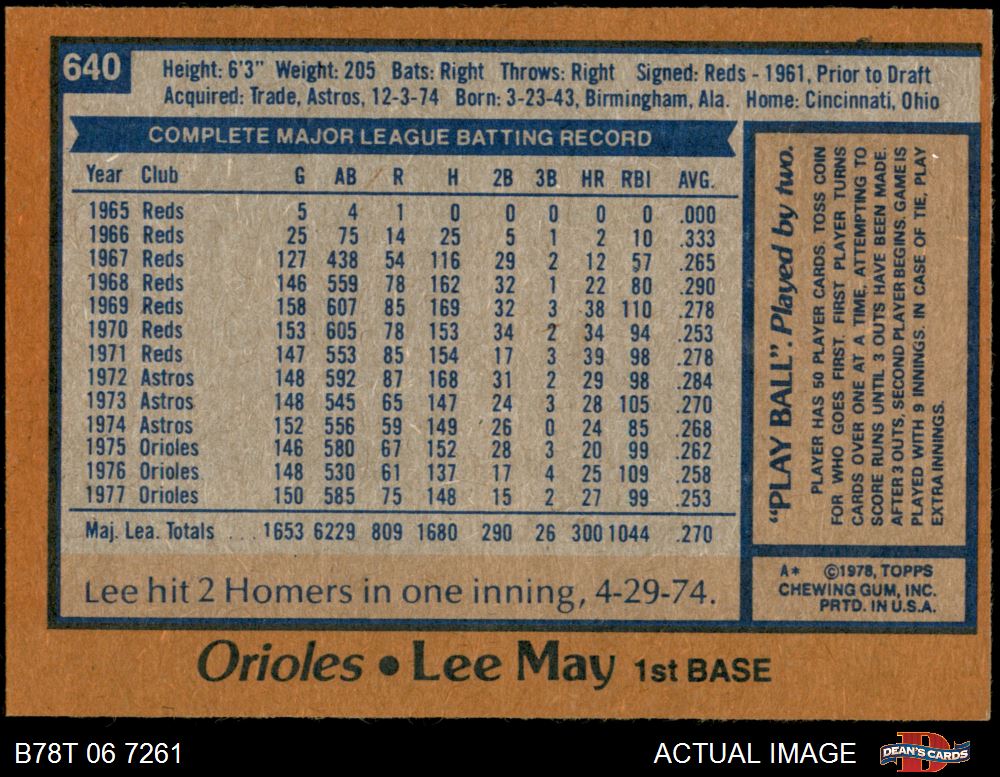 640
Height: 6'3" Weight: 205 Bats: Right Throws: Right Signed: Reds - 1961, Prior to Draft
Acquired: Trade, Astros, 12-3-74 Born: 3-23-43, Birmingham, Ala. Home: Cincinnati, Ohio
COMPLETE MAJOR LEAGUE BATTING RECORD
Year Club G AB R H 2B 3B HR RBI AVG.
1965 Reds 5 4 1 0 0 0 0 0 .000
1966 Reds 25 75 14 25 5 1 2 10 .333
1967 Reds 127 438 54 116 29 2 12 57 .265
1968 Reds 146 559 78 162 32 1 22 80 .290
1969 Reds 158 607 85 169 32 3 38 110 .278
1970 Reds 153 605 78 153 34 2 34 94 .253
1971 Reds 147 553 85 154 17 3 39 98 .278
1972 Astros 148 592 87 168 31 2 29 98 .284
1973 Astros 148 545 65 147 24 3 28 105 .270
1974 Astros 152 556 59 149 26 0 24 85 .268
1975 Orioles 146 580 67 152 28 3 20 99 .262
1976 Orioles 148 530 61 137 17 4 25 109 .258
1977 Orioles 150 585 75 148 15 2 27 99 .253
Maj. Lea. Totals ... 1653 6229 809 1680 290 26 300 1044 .270
Lee hit 2 Homers in one inning, 4-29-74.
"PLAY BALL". Played by two.
PLAYER HAS 50 PLAYER CARDS. TOSS COIN
FOR WHO GOES FIRST. FIRST PLAYER TURNS
CARDS OVER ONE AT A TIME, ATTEMPTING TO
SCORE RUNS UNTIL 3 OUTS HAVE BEEN MADE.
AFTER 3 OUTS, SECOND PLAYER BEGINS. GAME IS
PLAYED WITH 9 INNINGS. IN CASE OF TIE, PLAY
EXTRA INNINGS.
A* ©1978, TOPPS
CHEWING GUM, INC.
PRTD. IN U.S.A.
Orioles • Lee May 1st BASE
B78T 06 7261
ACTUAL IMAGE
DEAN'S CARDS